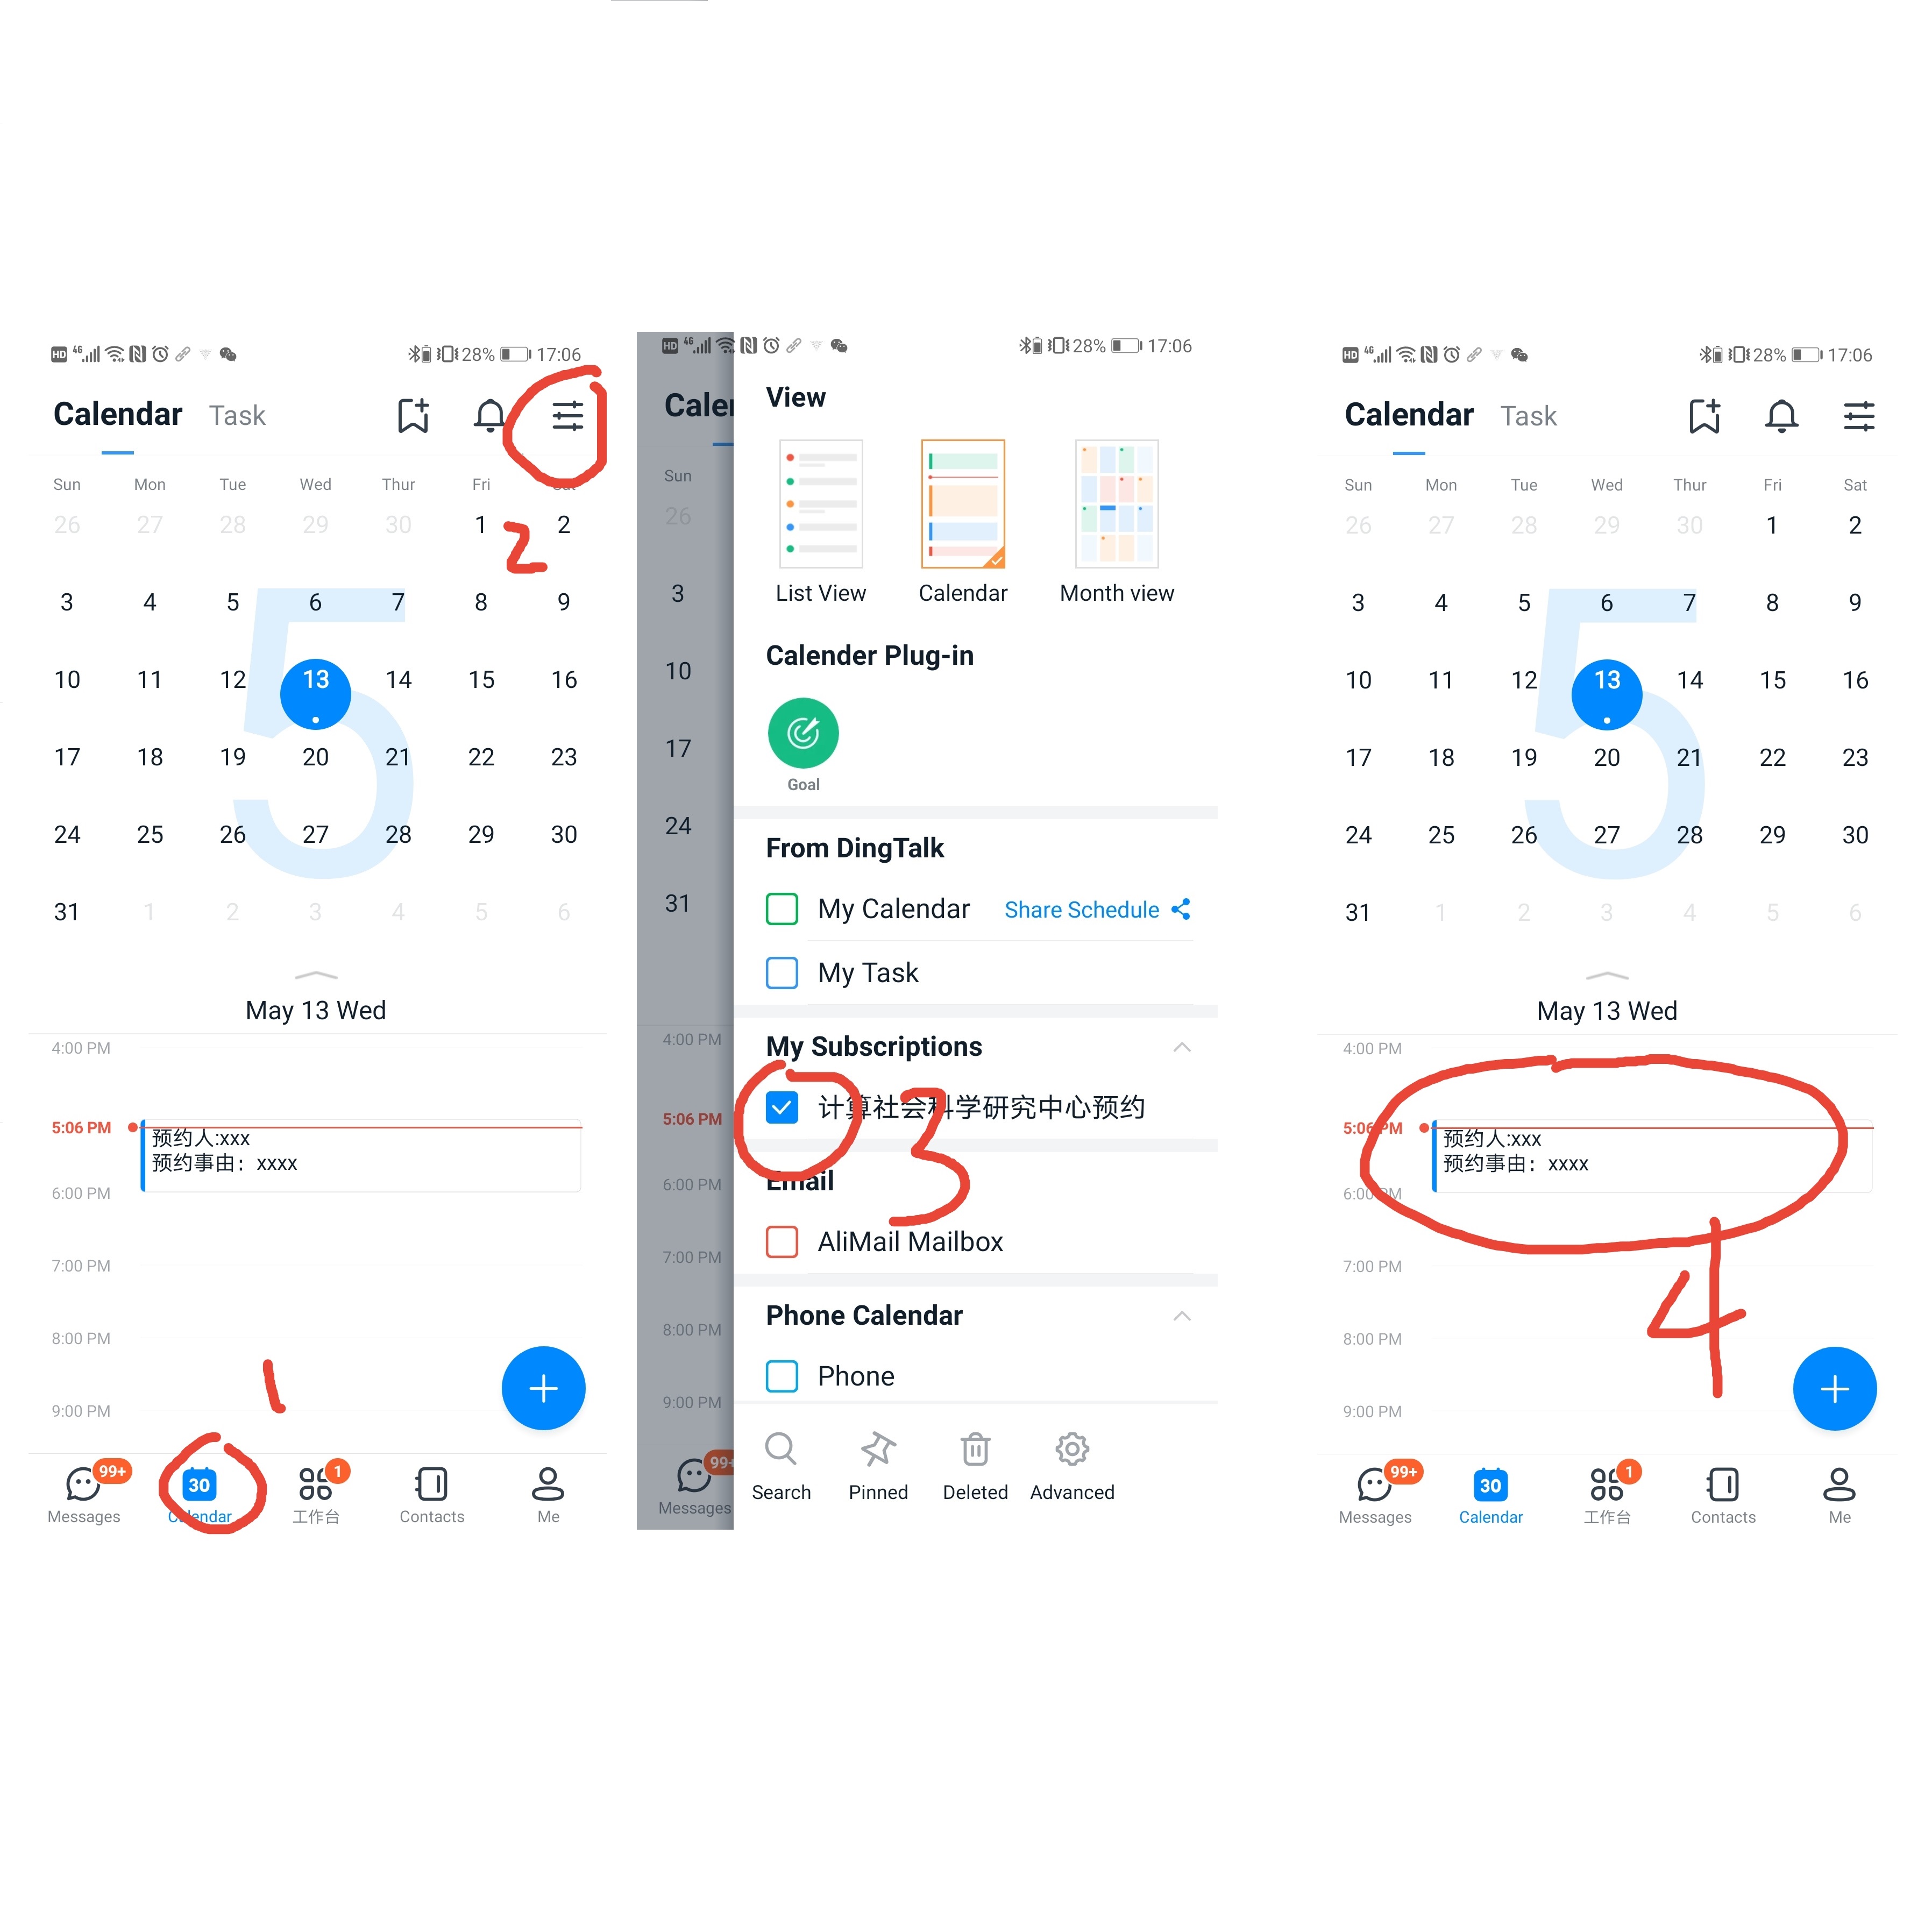 HD 4G 28% 17:06
Calendar Task
Sun Mon Tue Wed Thur Fri Sat
26 27 28 29 30 1 2
2
3 4 5 6 7 8 9
5
10 11 12 13 14 15 16
17 18 19 20 21 22 23
24 25 26 27 28 29 30
31 1 2 3 4 5 6
May 13 Wed
4:00 PM
5:06 PM
预约人:xxx
预约事由：xxxx
6:00 PM
7:00 PM
8:00 PM
1
9:00 PM
99+ 30 1
Messages Calendar 工作台 Contacts Me
HD 4G 28% 17:06
Caler
Sun
26
3
10
17
24
31
4:00 PM
5:06 PM
6:00 PM
7:00 PM
8:00 PM
9:00 PM
99+
Messages
View
List View Calendar Month view
Calender Plug-in
Goal
From DingTalk
My Calendar Share Schedule
My Task
My Subscriptions
计算社会科学研究中心预约
3
Email
AliMail Mailbox
Phone Calendar
Phone
Search Pinned Deleted Advanced
HD 4G 28% 17:06
Calendar Task
Sun Mon Tue Wed Thur Fri Sat
26 27 28 29 30 1 2
3 4 5 6 7 8 9
5
10 11 12 13 14 15 16
17 18 19 20 21 22 23
24 25 26 27 28 29 30
31 1 2 3 4 5 6
May 13 Wed
4:00 PM
5:06 PM
预约人:xxx
预约事由：xxxx
6:00 PM
7:00 PM
4
8:00 PM
9:00 PM
99+ 30 1
Messages Calendar 工作台 Contacts Me